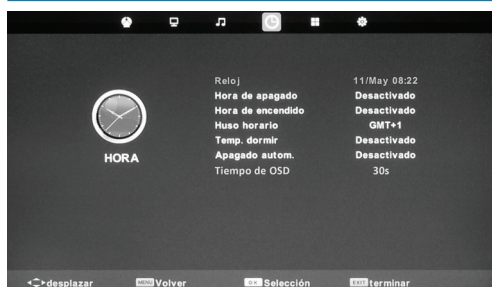 Reloj 11/May 08:22
Hora de apagado Desactivado
Hora de encendido Desactivado
Huso horario GMT+1
Temp. dormir Desactivado
Apagado autom. Desactivado
Tiempo de OSD 30s
HORA
desplazar MENU Volver OK Selección EXIT terminar